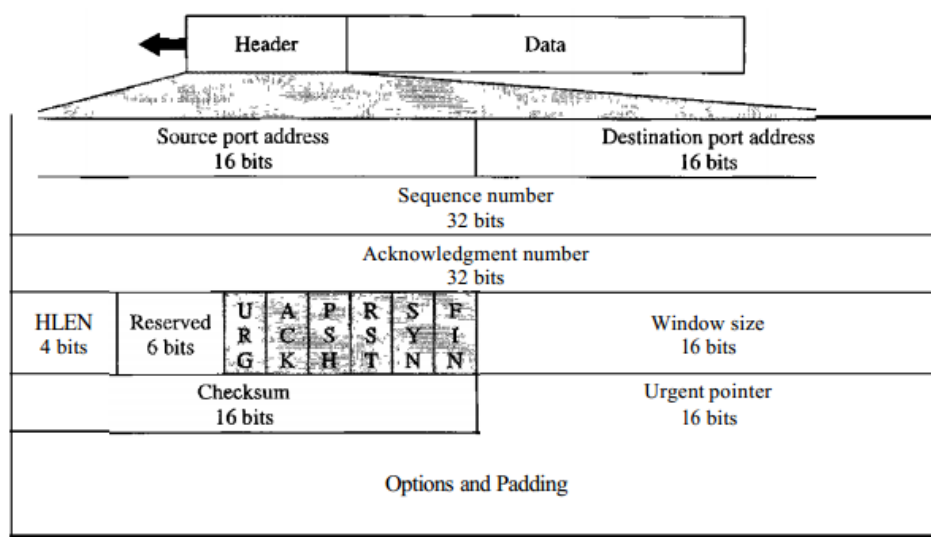 Header Data
Source port address Destination port address
16 bits 16 bits
Sequence number
32 bits
Acknowledgment number
32 bits
HLEN Reserved U A P R S F Window size
4 bits 6 bits R C S S Y I 16 bits
G K H T N N
Checksum Urgent pointer
16 bits 16 bits
Options and Padding